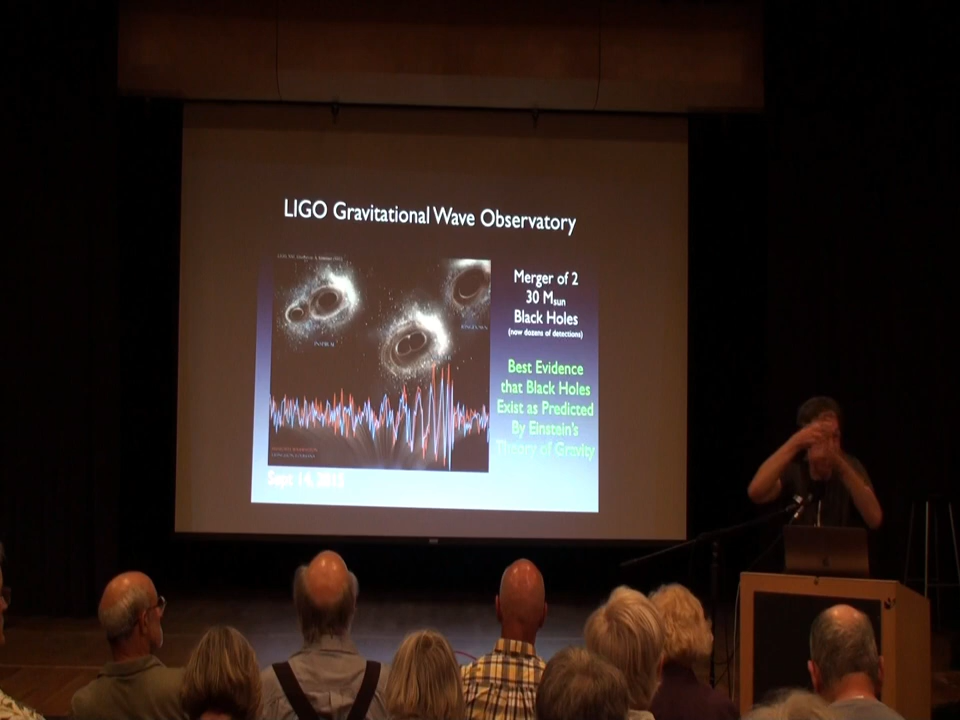 LIGO Gravitational Wave Observatory
Merger of 2
30 Msun
Black Holes
(now dozens of detections)
Best Evidence
that Black Holes
Exist as Predicted
By Einstein's
Theory of Gravity
INSPIRAL
Sept 14, 2015